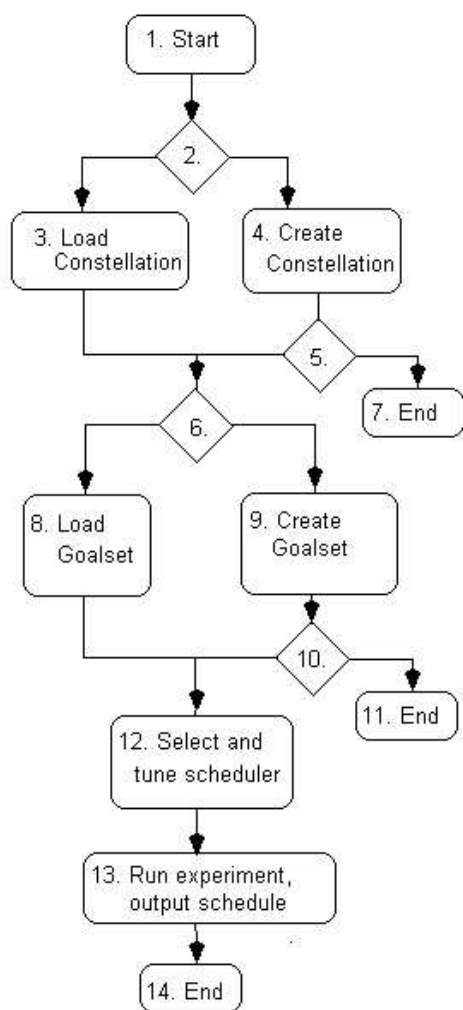 1. Start
2.
3. Load
Constellation
4. Create
Constellation
5.
6.
7. End
8. Load
Goalset
9. Create
Goalset
10.
11. End
12. Select and
tune scheduler
13. Run experiment,
output schedule
14. End